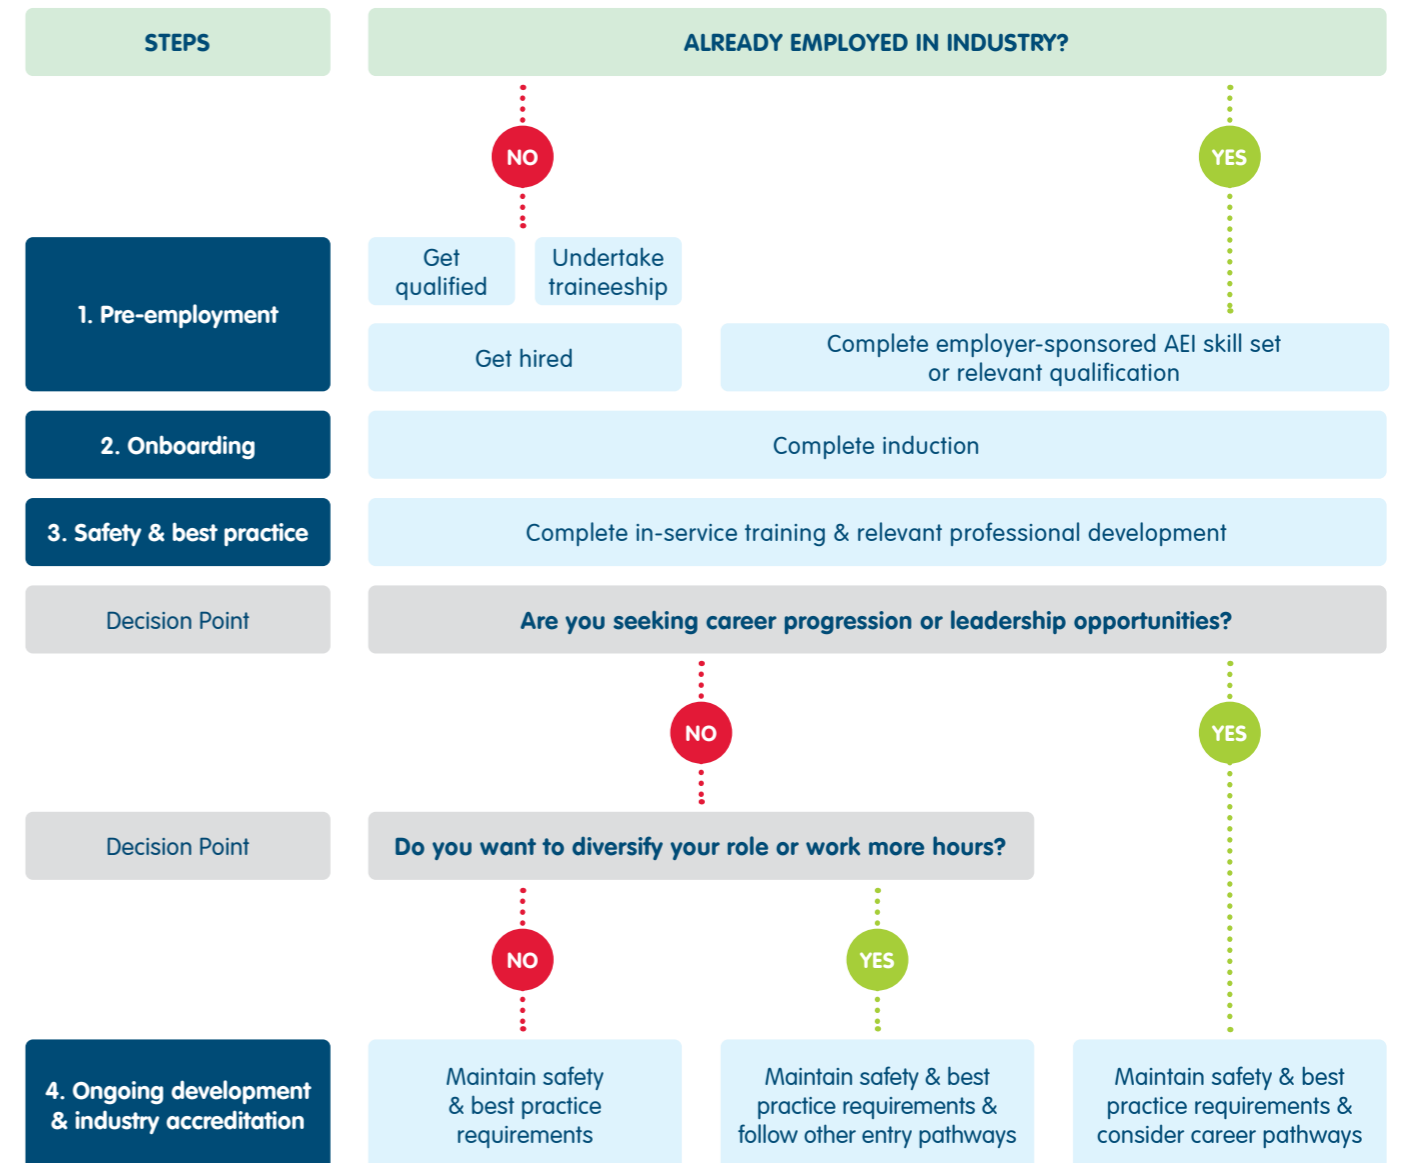 STEPS
ALREADY EMPLOYED IN INDUSTRY?
NO
YES
1. Pre-employment
Get
qualified
Undertake
traineeship
Get hired
Complete employer-sponsored AEI skill set
or relevant qualification
2. Onboarding
Complete induction
3. Safety & best practice
Complete in-service training & relevant professional development
Decision Point
Are you seeking career progression or leadership opportunities?
NO
YES
Decision Point
Do you want to diversify your role or work more hours?
NO
YES
4. Ongoing development
& industry accreditation
Maintain safety
& best practice
requirements
Maintain safety & best
practice requirements &
follow other entry pathways
Maintain safety & best
practice requirements &
consider career pathways